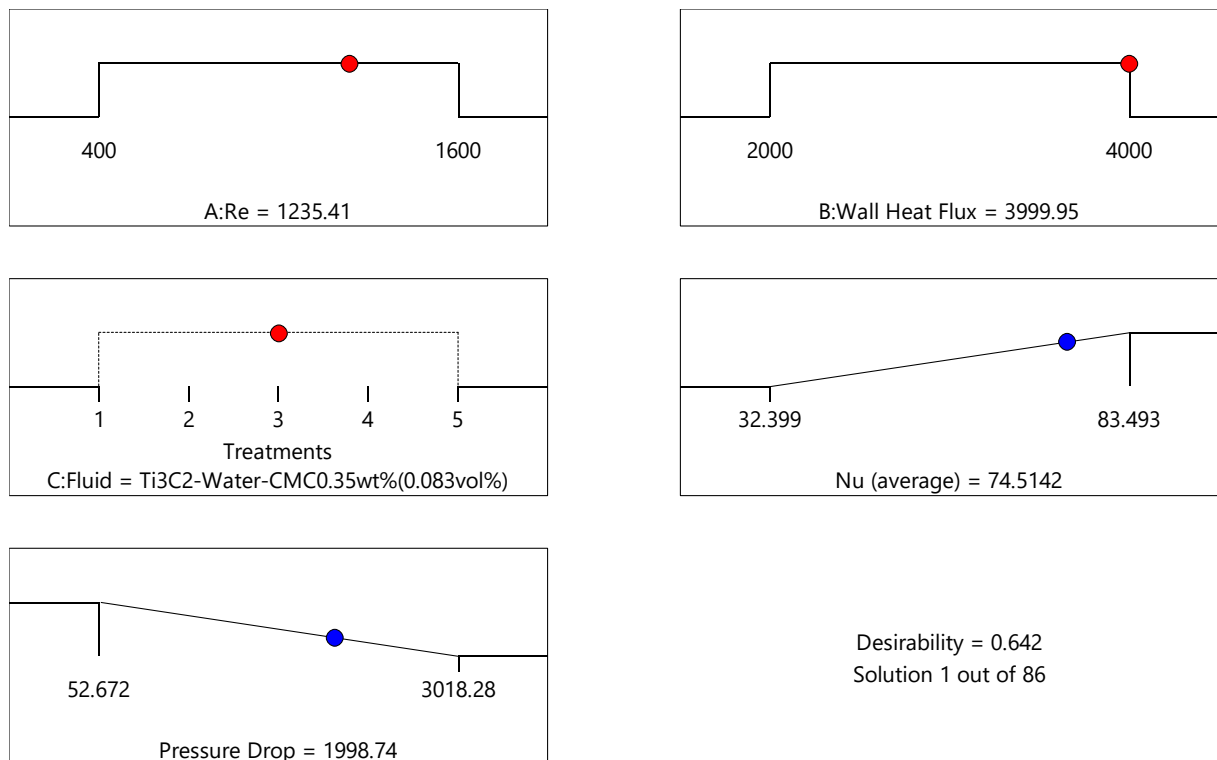 400 1600
A:Re = 1235.41
2000 4000
B:Wall Heat Flux = 3999.95
1 2 3 4 5
Treatments
C:Fluid = Ti3C2-Water-CMC0.35wt%(0.083vol%)
32.399 83.493
Nu (average) = 74.5142
52.672 3018.28
Pressure Drop = 1998.74
Desirability = 0.642
Solution 1 out of 86